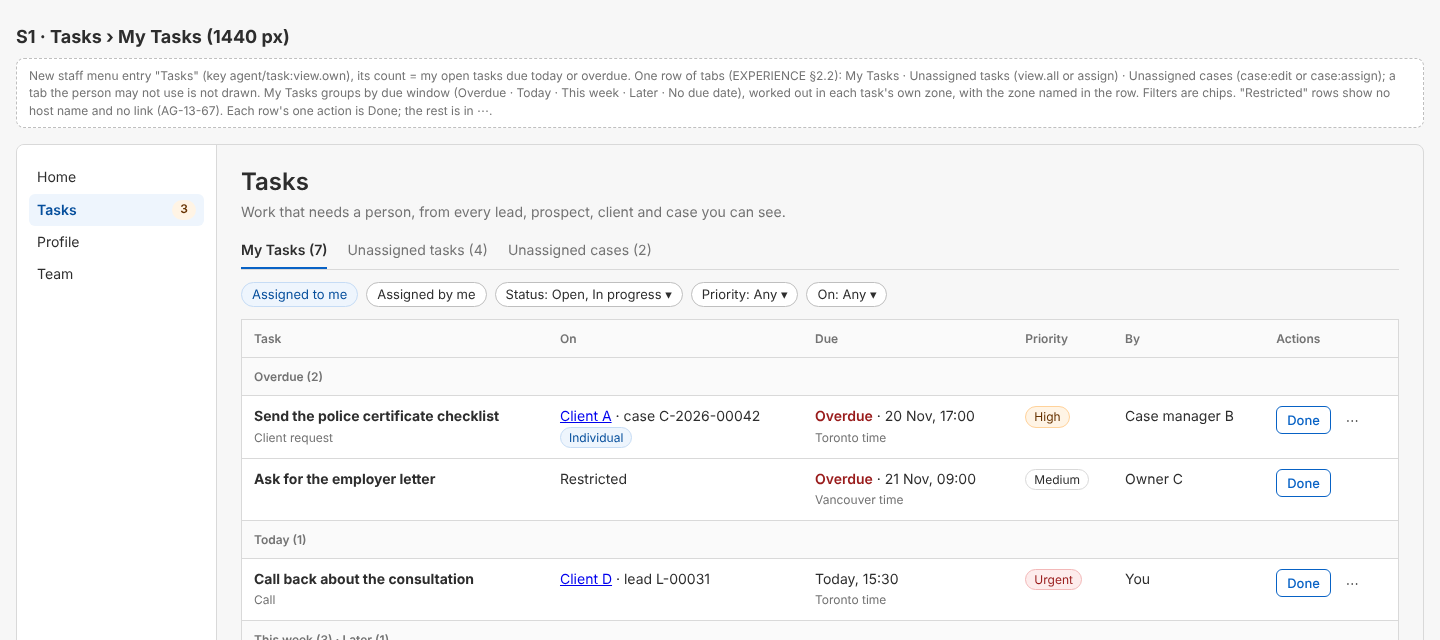 S1 · Tasks › My Tasks (1440 px)
New staff menu entry "Tasks" (key agent/task:view.own), its count = my open tasks due today or overdue. One row of tabs (EXPERIENCE §2.2): My Tasks · Unassigned tasks (view.all or assign) · Unassigned cases (case:edit or case:assign); a
tab the person may not use is not drawn. My Tasks groups by due window (Overdue · Today · This week · Later · No due date), worked out in each task's own zone, with the zone named in the row. Filters are chips. "Restricted" rows show no
host name and no link (AG-13-67). Each row's one action is Done; the rest is in ···.
Home
Tasks 3
Profile
Team
Tasks
Work that needs a person, from every lead, prospect, client and case you can see.
My Tasks (7) Unassigned tasks (4) Unassigned cases (2)
Assigned to me Assigned by me Status: Open, In progress ▾ Priority: Any ▾ On: Any ▾
Task On Due Priority By Actions
Overdue (2)
Send the police certificate checklist Client A · case C-2026-00042 Overdue · 20 Nov, 17:00 High Case manager B Done ···
Client request Individual Toronto time
Ask for the employer letter Restricted Overdue · 21 Nov, 09:00 Medium Owner C Done
Vancouver time
Today (1)
Call back about the consultation Client D · lead L-00031 Today, 15:30 Urgent You Done ···
Call Toronto time
This week (3) · Later (1)